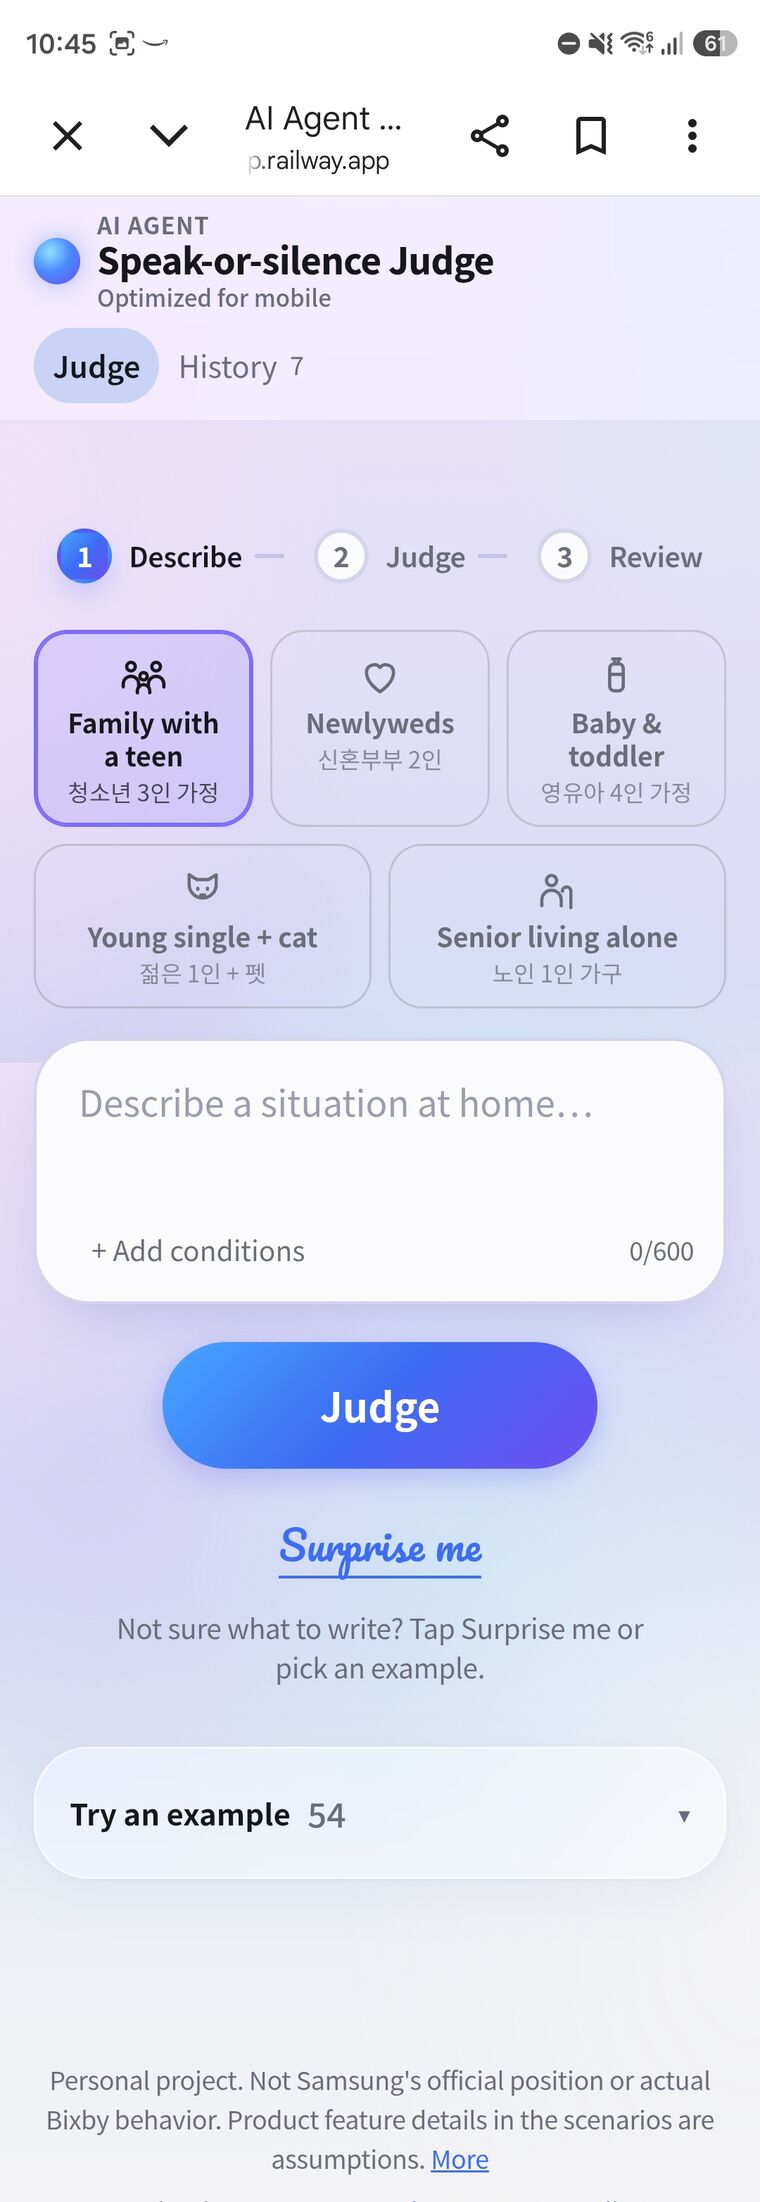 10:45
6
61
AI Agent ...
p.railway.app
AI AGENT
Speak-or-silence Judge
Optimized for mobile
Judge
History 7
1 Describe
2 Judge
3 Review
Family with
a teen
청소년 3인 가정
Newlyweds
신혼부부 2인
Baby &
toddler
영유아 4인 가정
Young single + cat
젊은 1인 + 펫
Senior living alone
노인 1인 가구
Describe a situation at home...
+ Add conditions
0/600
Judge
Surprise me
Not sure what to write? Tap Surprise me or
pick an example.
Try an example 54
Personal project. Not Samsung's official position or actual
Bixby behavior. Product feature details in the scenarios are
assumptions. More